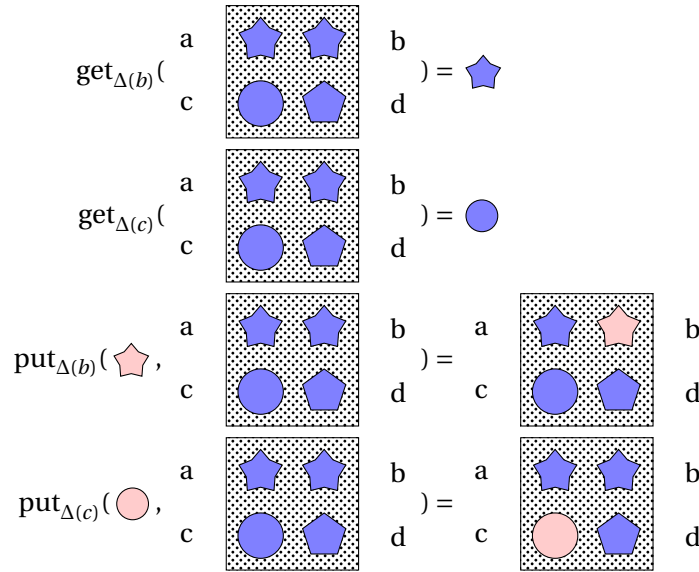 a b
get_Δ(b)( ) =
c d
a b
get_Δ(c)( ) =
c d
a b a b
put_Δ(b)( , ) =
c d c d
a b a b
put_Δ(c)( , ) =
c d c d